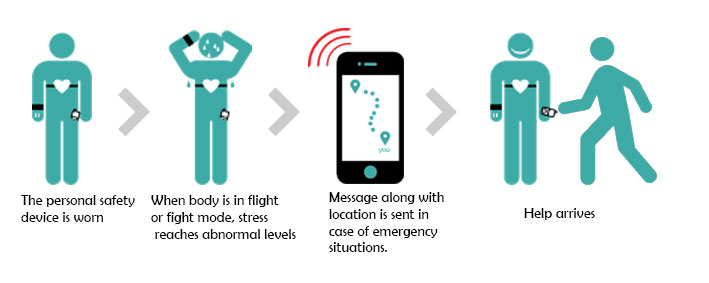 you
The personal safety
device is worn
When body is in flight
or fight mode, stress
reaches abnormal levels
Message along with
location is sent in
case of emergency
situations.
Help arrives